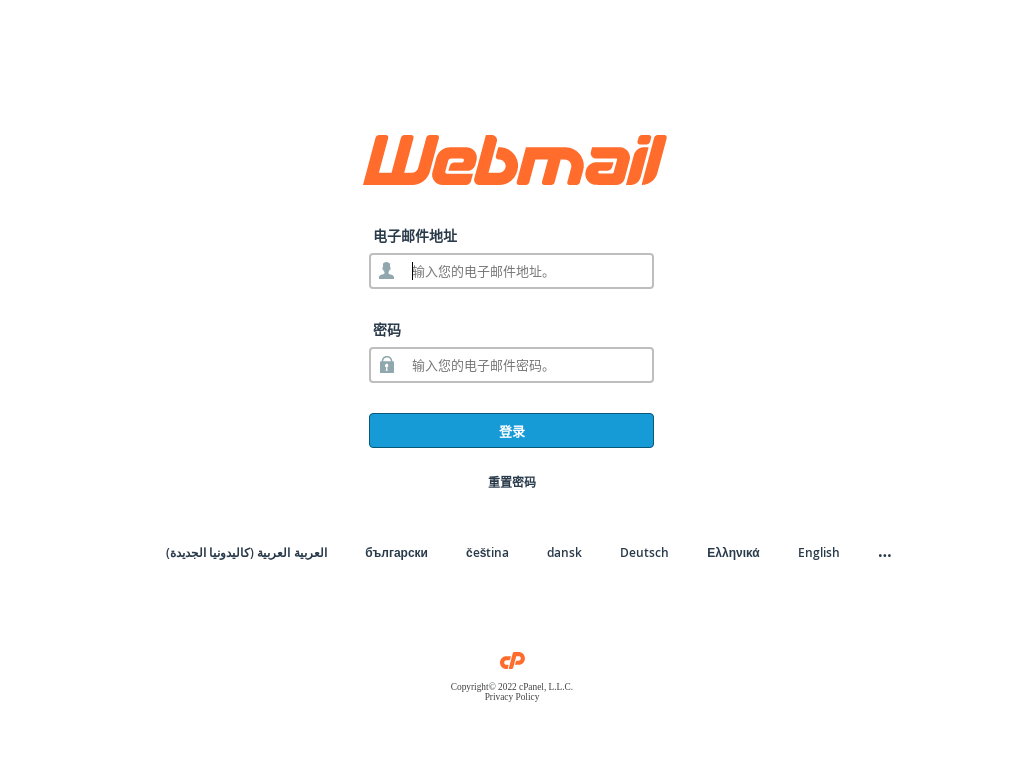 Webmail
电子邮件地址
输入您的电子邮件地址。
密码
输入您的电子邮件密码。
登录
重置密码
العربية العربية (كاليدونيا الجديدة) български čeština dansk Deutsch Ελληνικά English ...
cP
Copyright© 2022 cPanel, L.L.C.
Privacy Policy